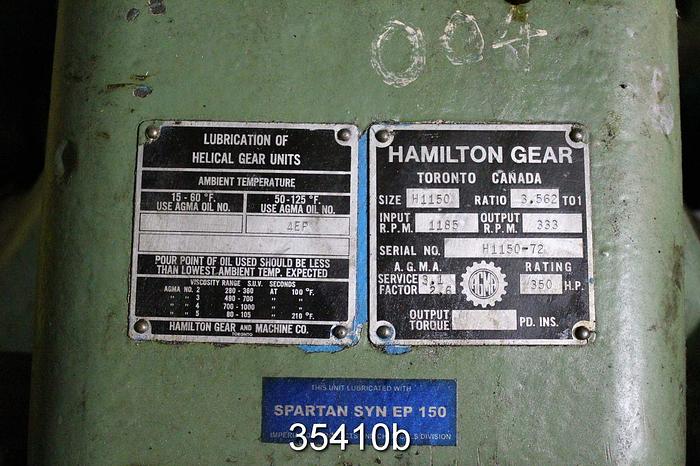 004
LUBRICATION OF
HELICAL GEAR UNITS
AMBIENT TEMPERATURE
15 - 60 °F. 50-125 °F.
USE AGMA OIL NO. USE AGMA OIL NO.
4EP
POUR POINT OF OIL USED SHOULD BE LESS
THAN LOWEST AMBIENT TEMP. EXPECTED
VISCOSITY RANGE S.U.V. SECONDS
AGMA NO. 2 280 - 360 AT 100 °F.
" " 3 490 - 700 " "
" " 4 700 - 1000 " "
" " 5 80 - 105 " 210 °F.
HAMILTON GEAR AND MACHINE CO.
TORONTO
HAMILTON GEAR
TORONTO CANADA
SIZE H1150 RATIO 3.562 TO 1
INPUT R.P.M. 1185 OUTPUT R.P.M. 333
SERIAL NO. H1150-72
A.G.M.A. RATING
SERVICE FACTOR AGMA 350 H.P.
OUTPUT TORQUE PD. INS.
THIS UNIT LUBRICATED WITH
SPARTAN SYN EP 150
DIVISION
35410b